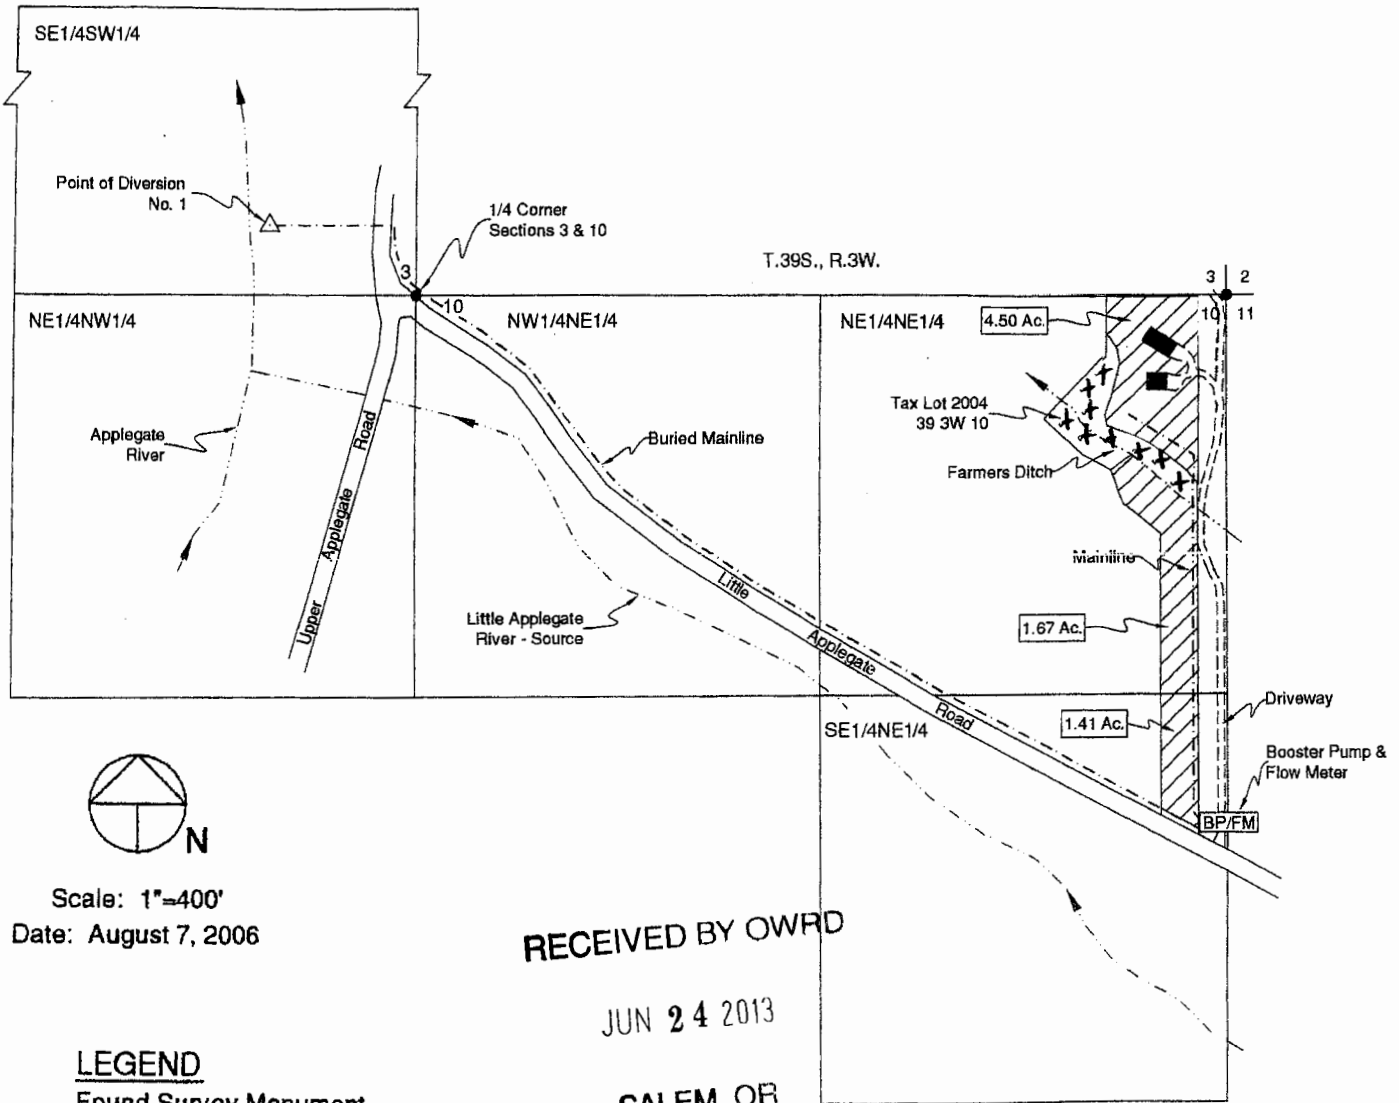 SE1/4SW1/4
Point of Diversion
No. 1
1/4 Corner
Sections 3 & 10
T.39S., R.3W.
3
10
3 2
10 11
NE1/4NW1/4
NW1/4NE1/4
NE1/4NE1/4
4.50 Ac.
Tax Lot 2004
39 3W 10
Applegate
River
Upper Applegate Road
Buried Mainline
Farmers Ditch
Mainline
Little Applegate
River - Source
Little Applegate Road
1.67 Ac.
1.41 Ac.
SE1/4NE1/4
Driveway
Booster Pump &
Flow Meter
BP/FM
N
Scale: 1"=400'
Date: August 7, 2006
RECEIVED BY OWRD
JUN 24 2013
SALEM, OR
LEGEND
Found Survey Monument